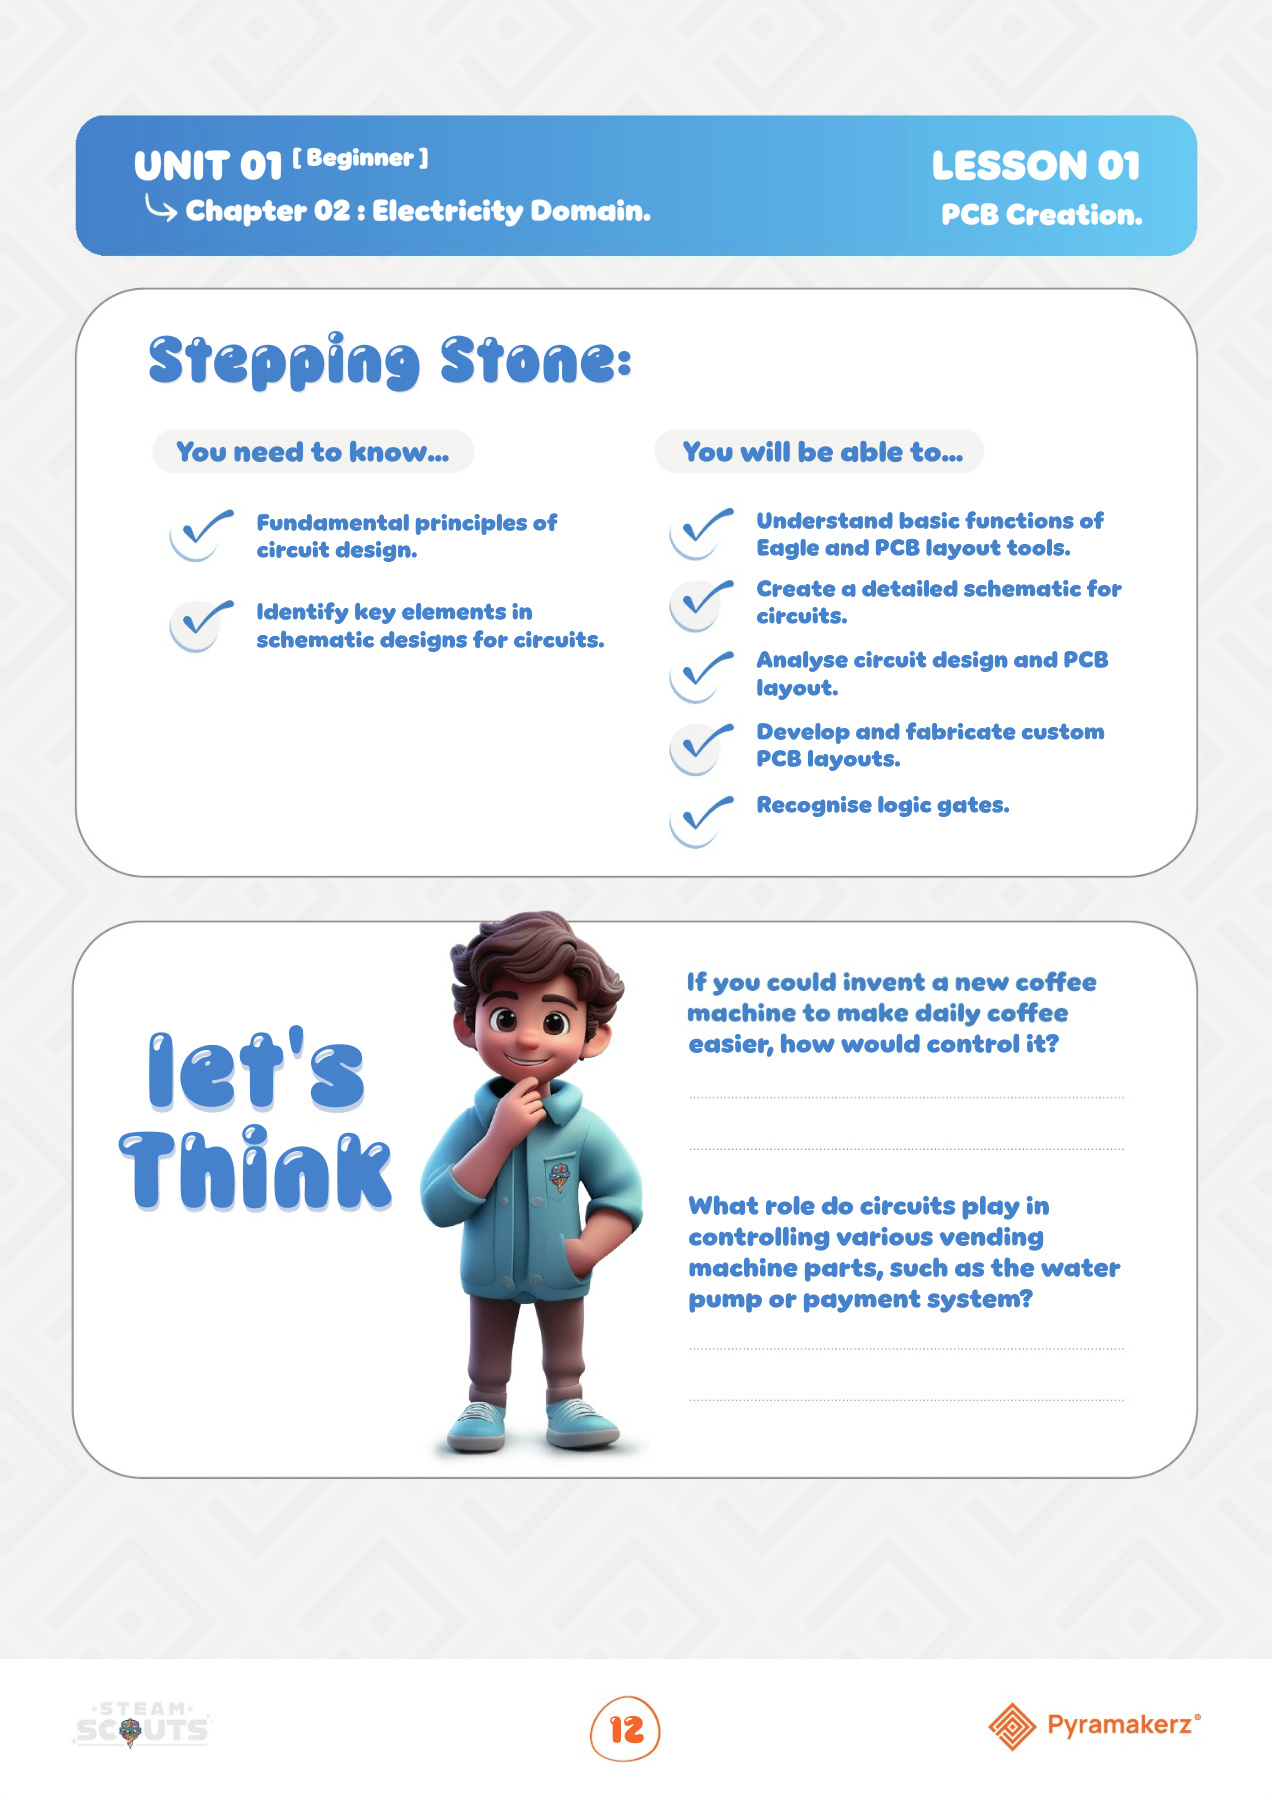 UNIT 01 [ Beginner ]
Chapter 02 : Electricity Domain.
LESSON 01
PCB Creation.
Stepping Stone:
You need to know...
Fundamental principles of
circuit design.
Identify key elements in
schematic designs for circuits.
You will be able to...
Understand basic functions of
Eagle and PCB layout tools.
Create a detailed schematic for
circuits.
Analyse circuit design and PCB
layout.
Develop and fabricate custom
PCB layouts.
Recognise logic gates.
let's
Think
If you could invent a new coffee
machine to make daily coffee
easier, how would control it?
What role do circuits play in
controlling various vending
machine parts, such as the water
pump or payment system?
STEAM
SCOUTS
12
Pyramakerz®